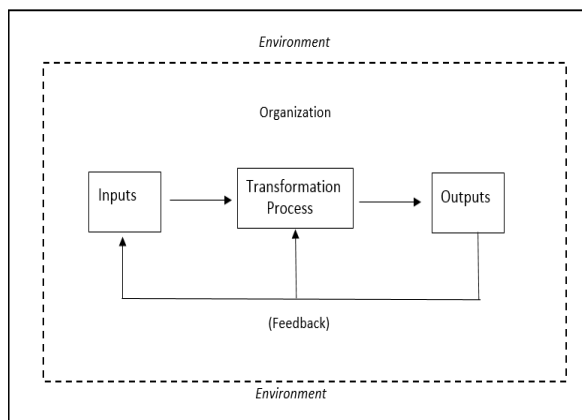 Environment
Organization
Inputs
Transformation
Process
Outputs
(Feedback)
Environment